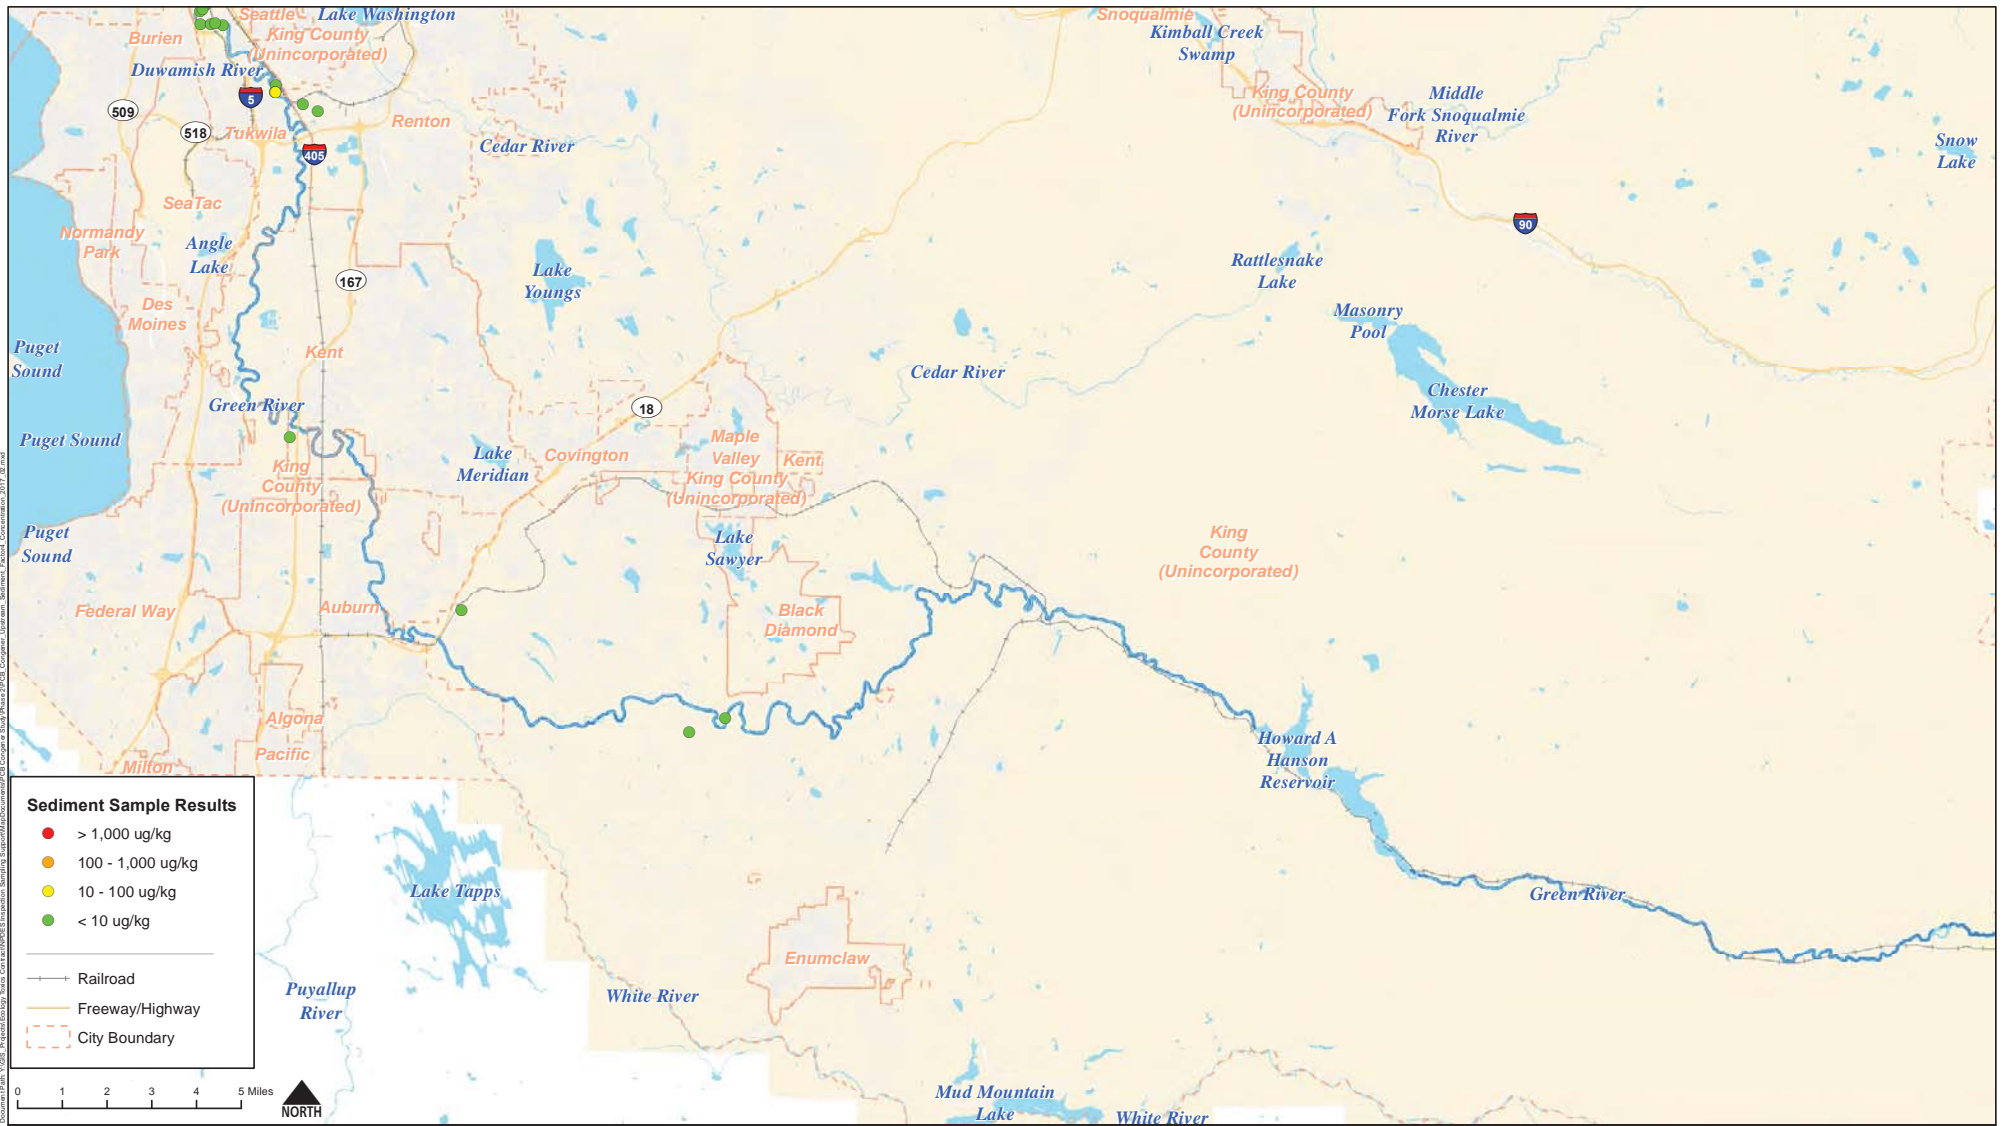 Seattle
Lake Washington
King County
(Unincorporated)
Burien
Duwamish River
5
509
518
Tukwila
Renton
405
Cedar River
SeaTac
Normandy
Park
Angle
Lake
167
Lake
Youngs
Des
Moines
Kent
Puget
Sound
Green River
Puget Sound
King
County
(Unincorporated)
Lake
Meridian
Covington
18
Maple
Valley
Kent
King County
(Unincorporated)
Puget
Sound
Lake
Sawyer
Federal Way
Auburn
Black
Diamond
Algona
Pacific
Milton
Snoqualmie
Kimball Creek
Swamp
King County
(Unincorporated)
Middle
Fork Snoqualmie
River
Snow
Lake
90
Rattlesnake
Lake
Masonry
Pool
Cedar River
Chester
Morse Lake
King
County
(Unincorporated)
Howard A
Hanson
Reservoir
Green River
Lake Tapps
Enumclaw
Puyallup
River
White River
Mud Mountain
Lake
White River
Sediment Sample Results
> 1,000 ug/kg
100 - 1,000 ug/kg
10 - 100 ug/kg
< 10 ug/kg
Railroad
Freeway/Highway
City Boundary
0 1 2 3 4 5 Miles
NORTH